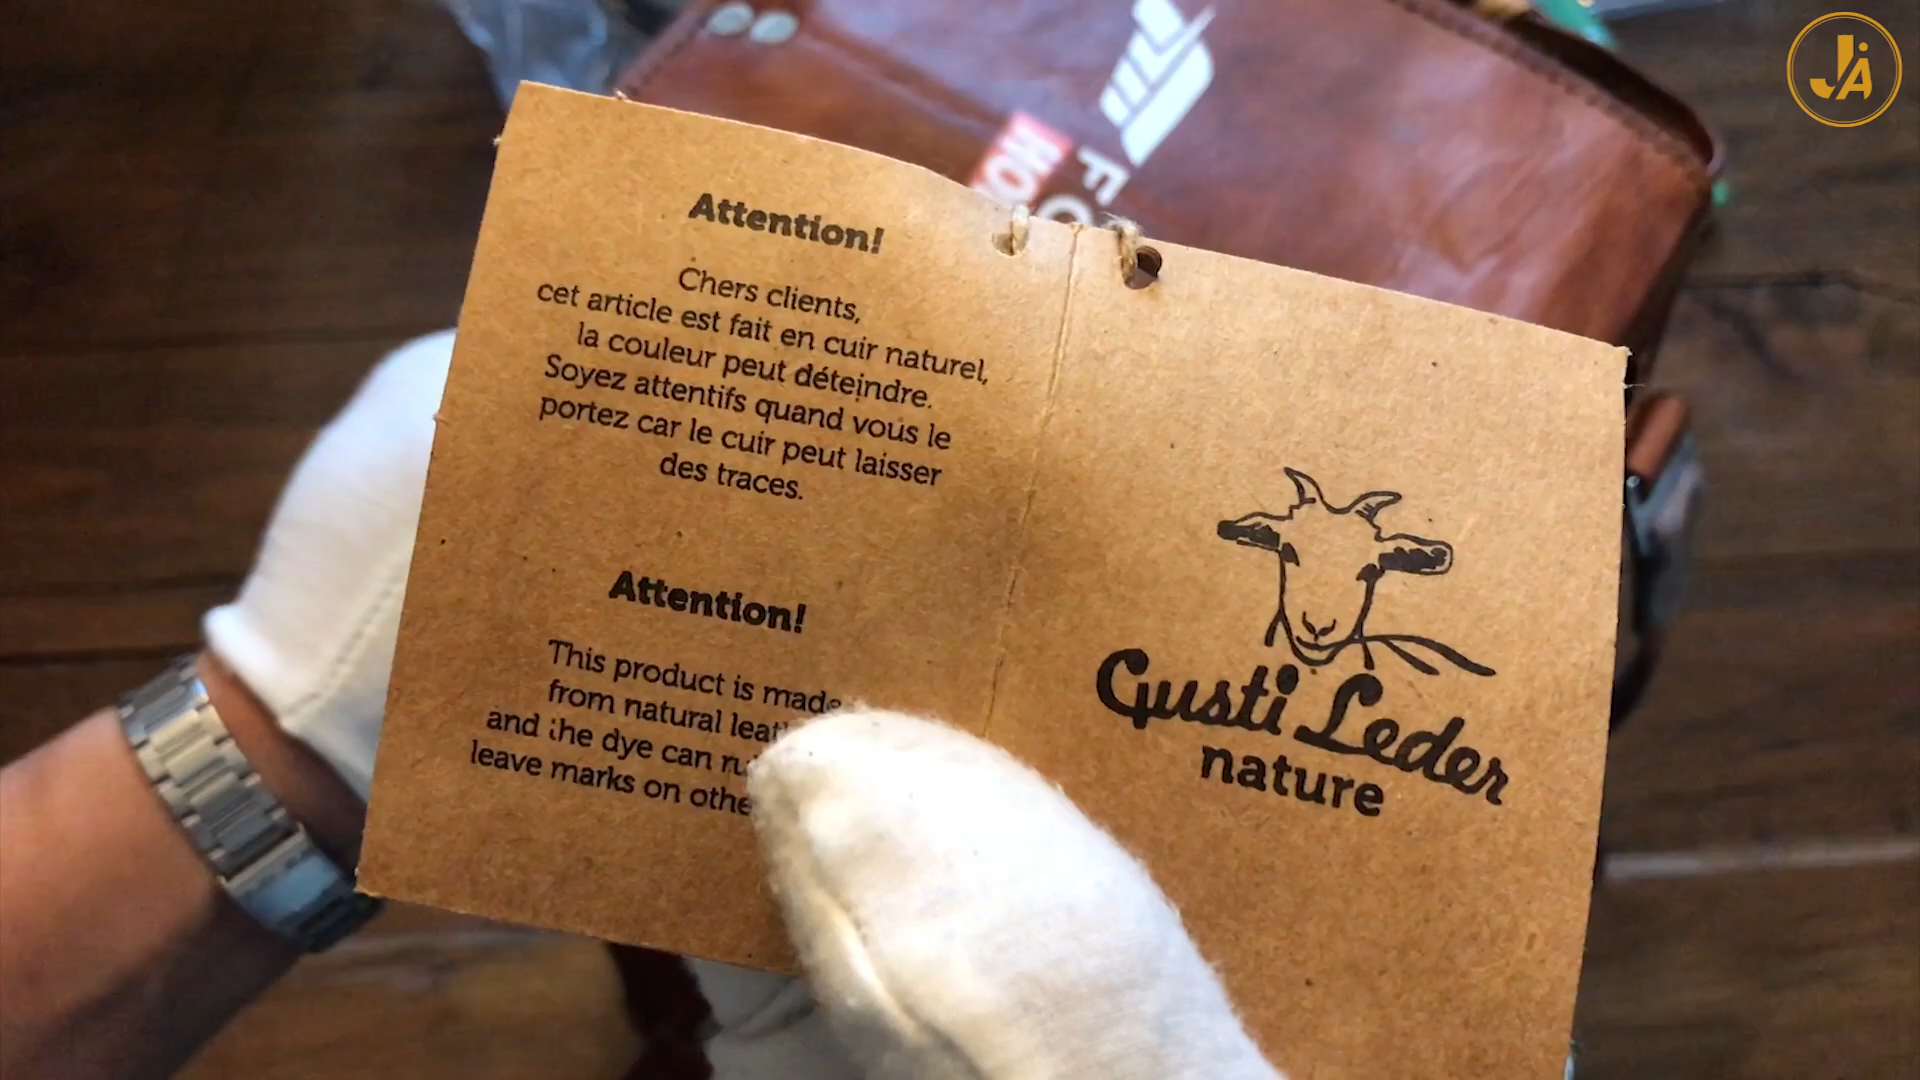 Attention!
Chers clients,
cet article est fait en cuir naturel,
la couleur peut déteindre.
Soyez attentifs quand vous le
portez car le cuir peut laisser
des traces.
Attention!
This product is made
from natural
and the dye can
leave marks on
Gusti Leder
nature
JA